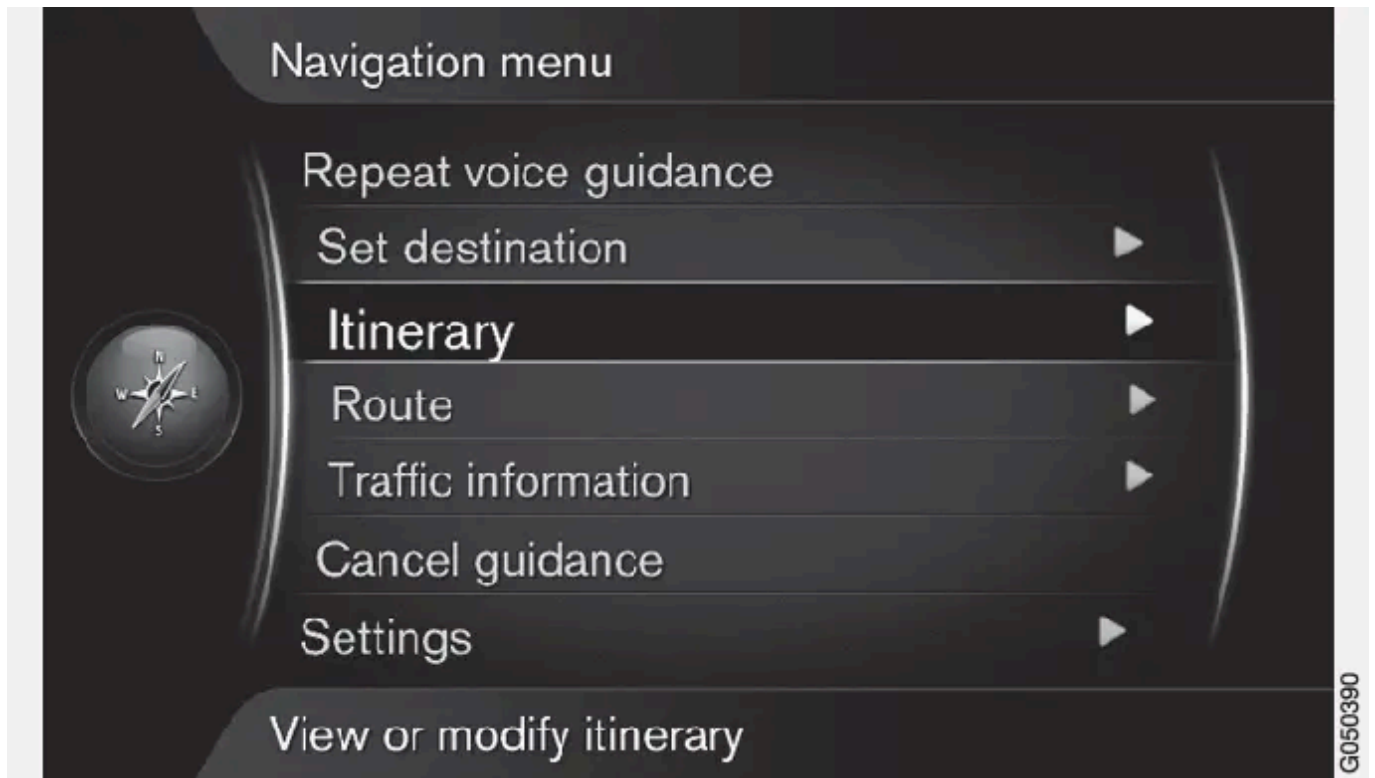 Navigation menu
Repeat voice guidance
Set destination
Itinerary
Route
Traffic information
Cancel guidance
Settings
View or modify itinerary
N
W
E
S
G050390